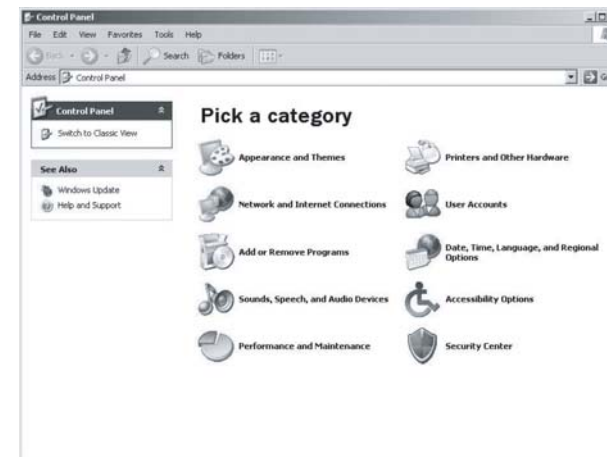 Control Panel
File Edit View Favorites Tools Help
Back Search Folders
Address Control Panel
Control Panel
Switch to Classic View
See Also
Windows Update
Help and Support
Pick a category
Appearance and Themes
Printers and Other Hardware
Network and Internet Connections
User Accounts
Add or Remove Programs
Date, Time, Language, and Regional
Options
Sounds, Speech, and Audio Devices
Accessibility Options
Performance and Maintenance
Security Center